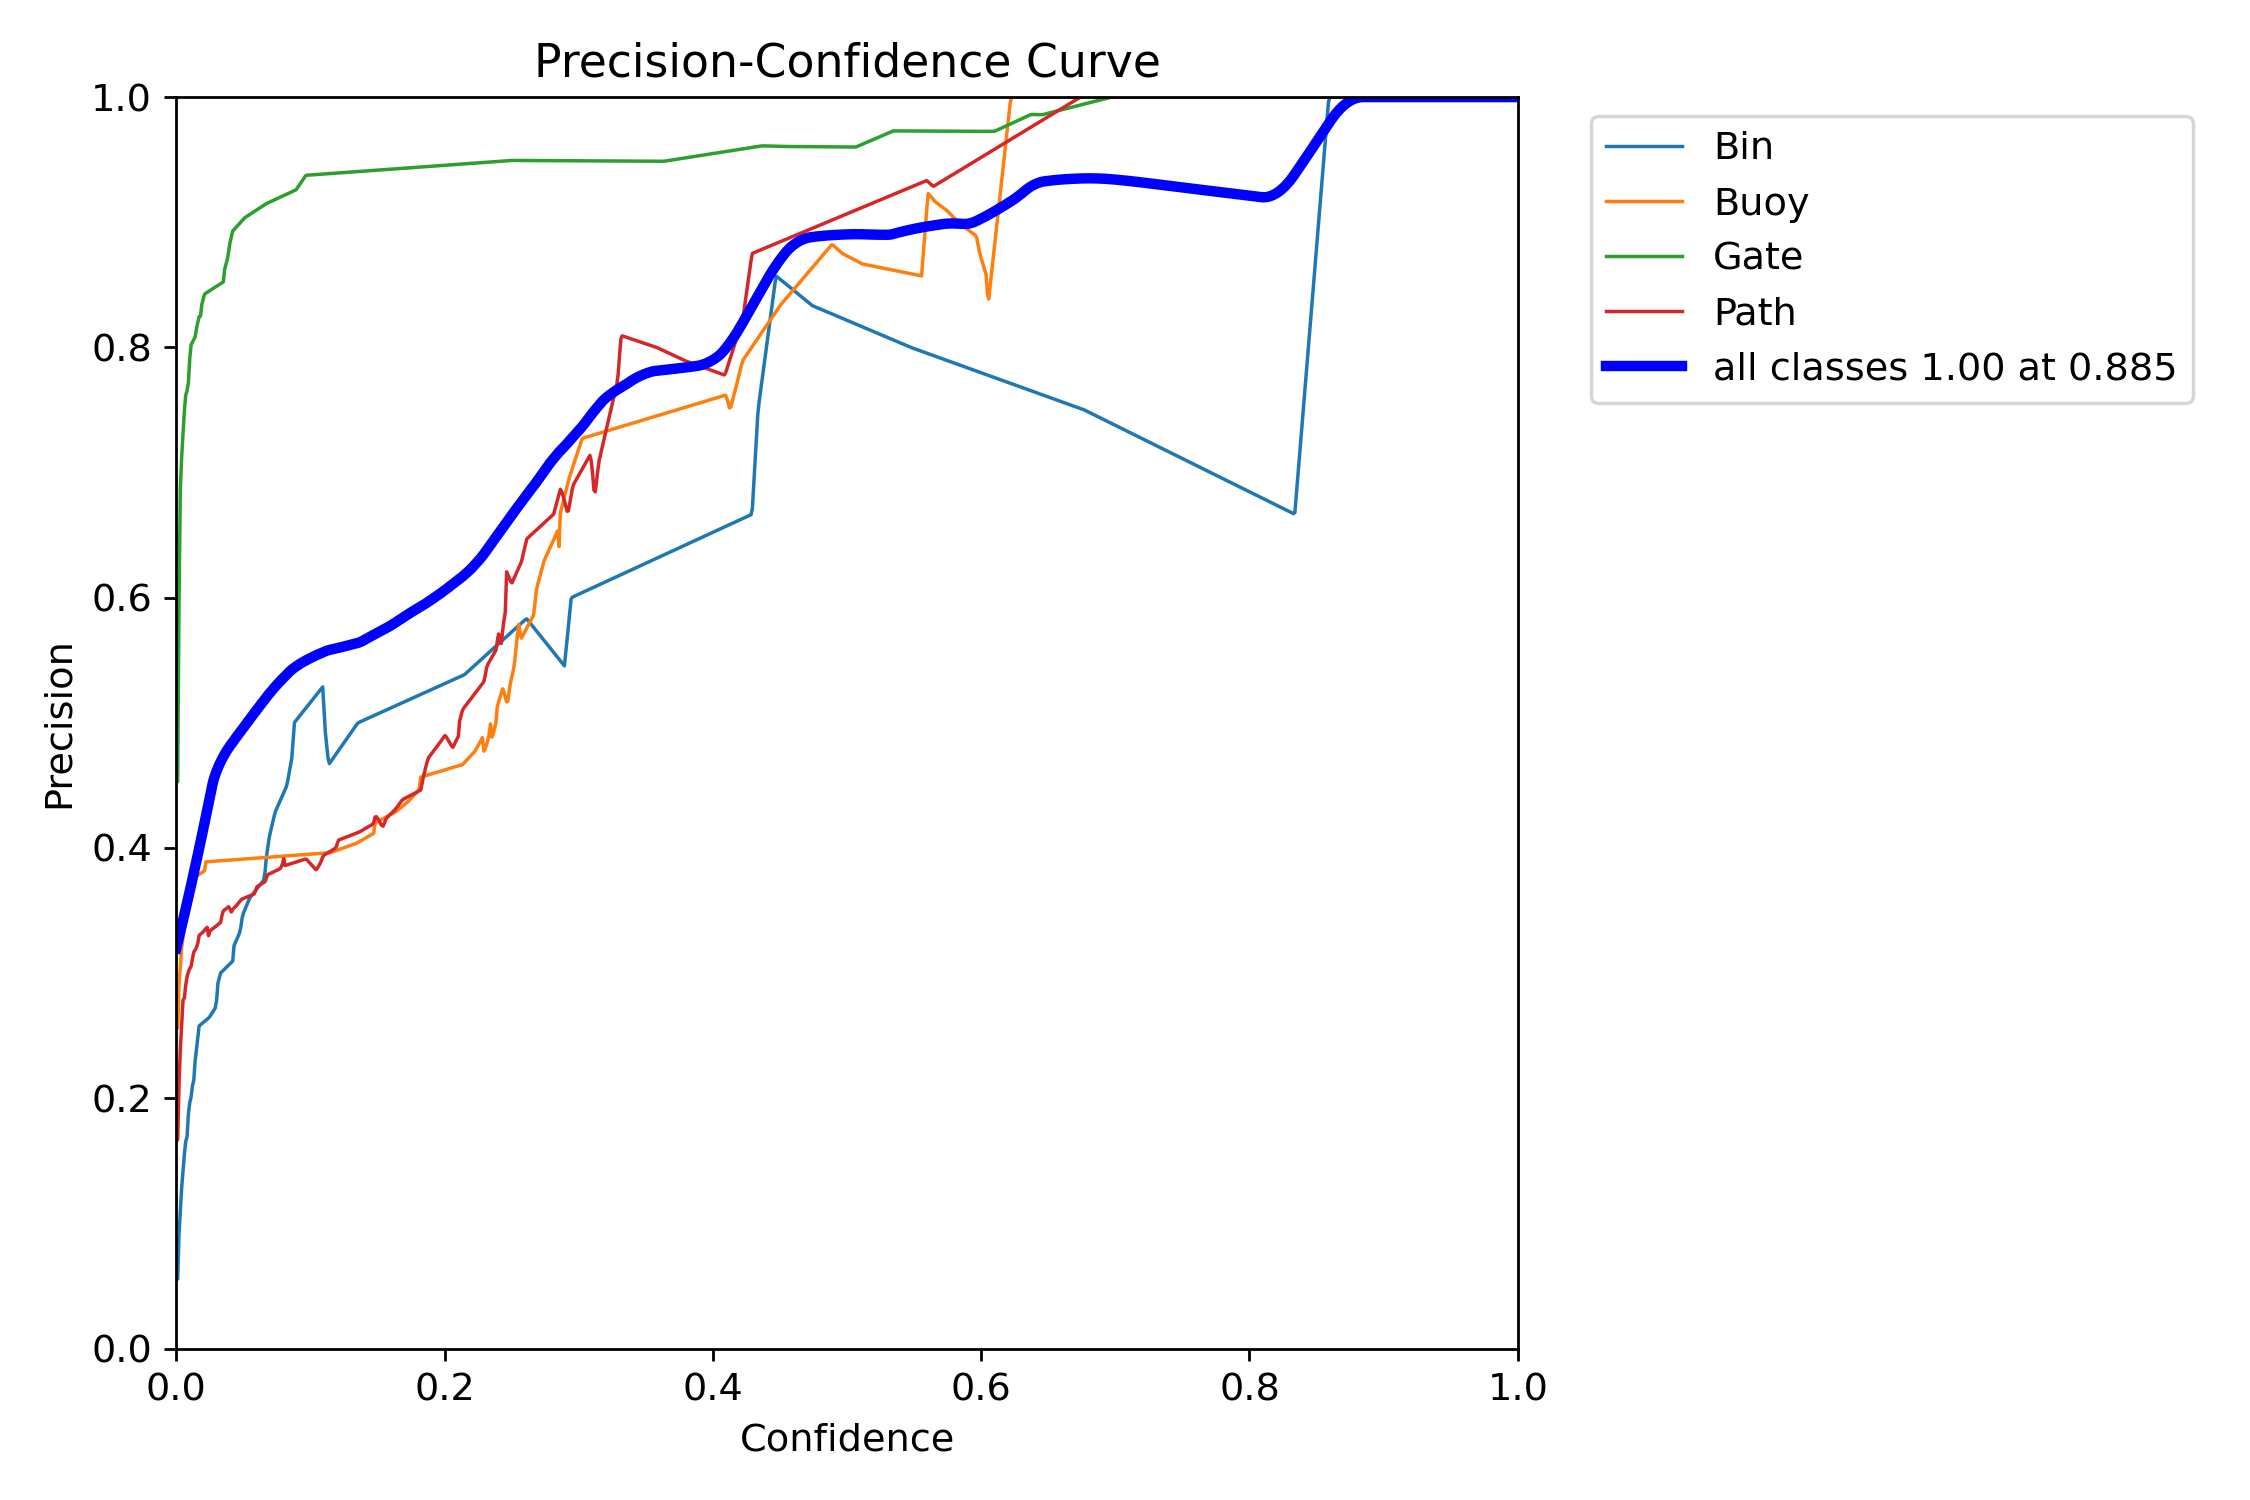 Precision-Confidence Curve
1.0
0.8
0.6
0.4
0.2
0.0
Precision
0.0 0.2 0.4 0.6 0.8 1.0
Confidence
Bin
Buoy
Gate
Path
all classes 1.00 at 0.885